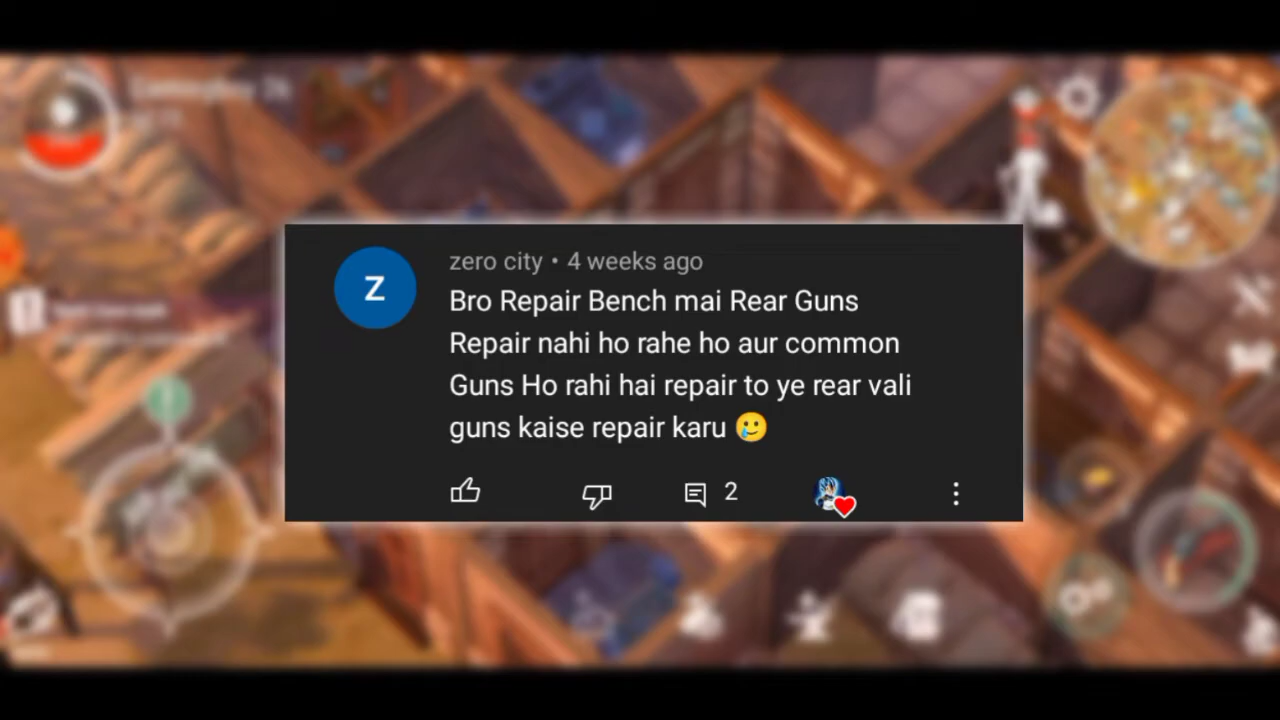 zero city • 4 weeks ago
Z
Bro Repair Bench mai Rear Guns
Repair nahi ho rahe ho aur common
Guns Ho rahi hai repair to ye rear vali
guns kaise repair karu 🥲
2